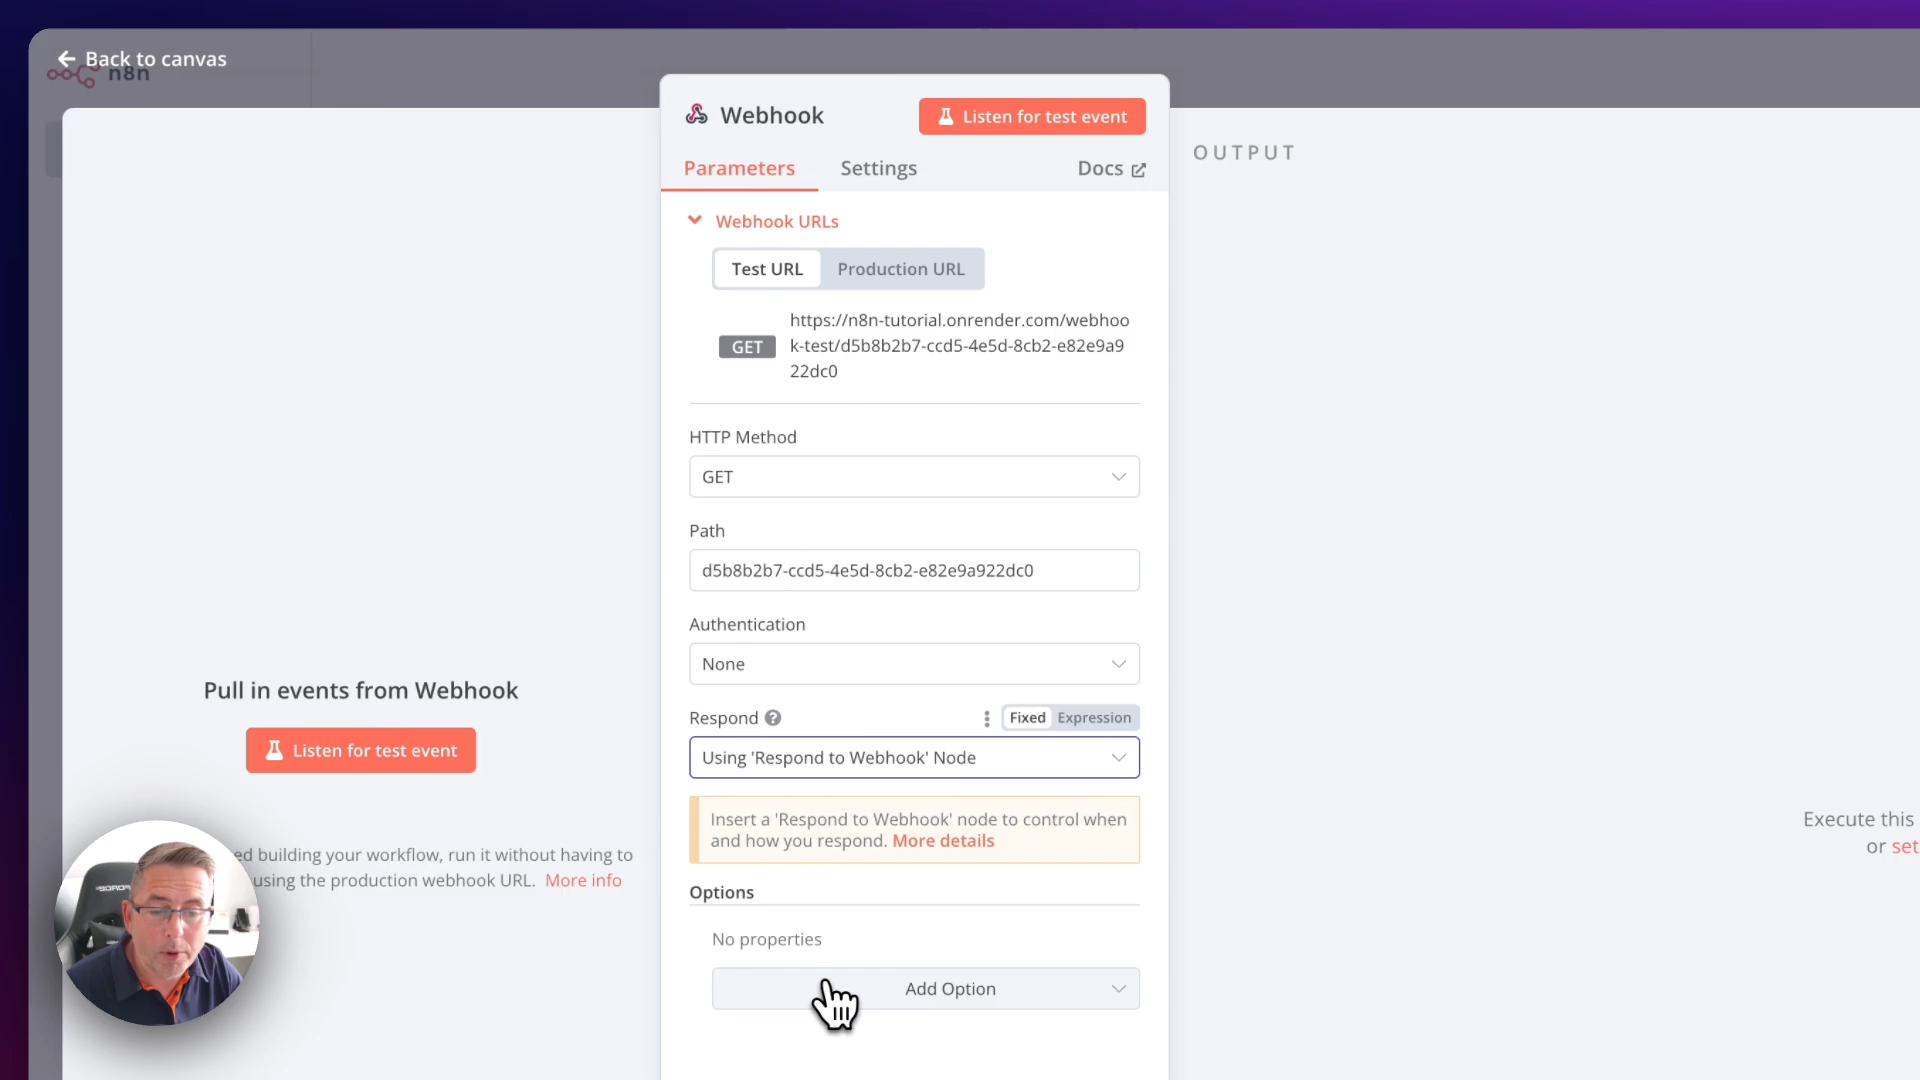 Back to canvas
n8n
Webhook
Listen for test event
OUTPUT
Parameters
Settings
Docs
Webhook URLs
Test URL
Production URL
GET
https://n8n-tutorial.onrender.com/webhoo
k-test/d5b8b2b7-ccd5-4e5d-8cb2-e82e9a9
22dc0
HTTP Method
GET
Path
d5b8b2b7-ccd5-4e5d-8cb2-e82e9a922dc0
Authentication
None
Respond
Fixed
Expression
Using 'Respond to Webhook' Node
Insert a 'Respond to Webhook' node to control when
and how you respond. More details
Options
No properties
Add Option
Pull in events from Webhook
Listen for test event
ed building your workflow, run it without having to
using the production webhook URL. More info
Execute this
or set